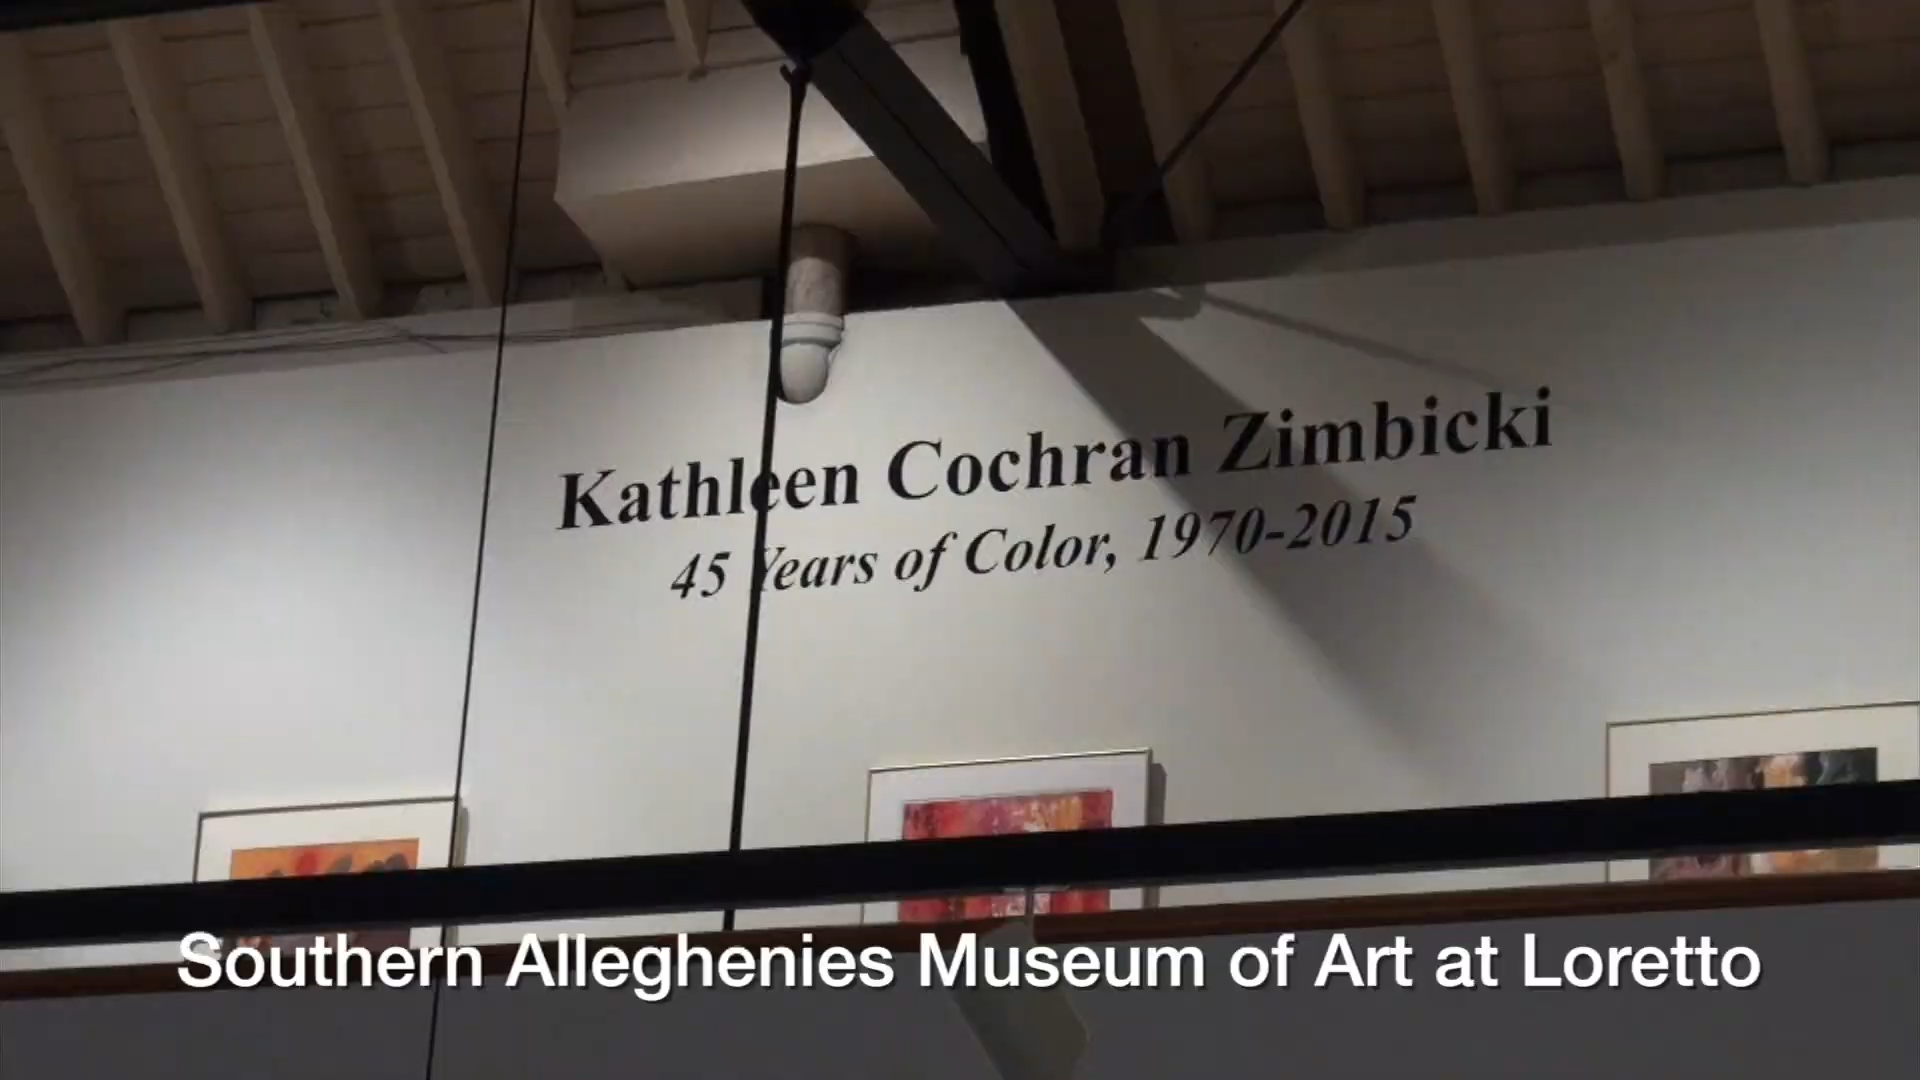 Kathleen Cochran Zimbicki
45 Years of Color, 1970-2015
Southern Alleghenies Museum of Art at Loretto